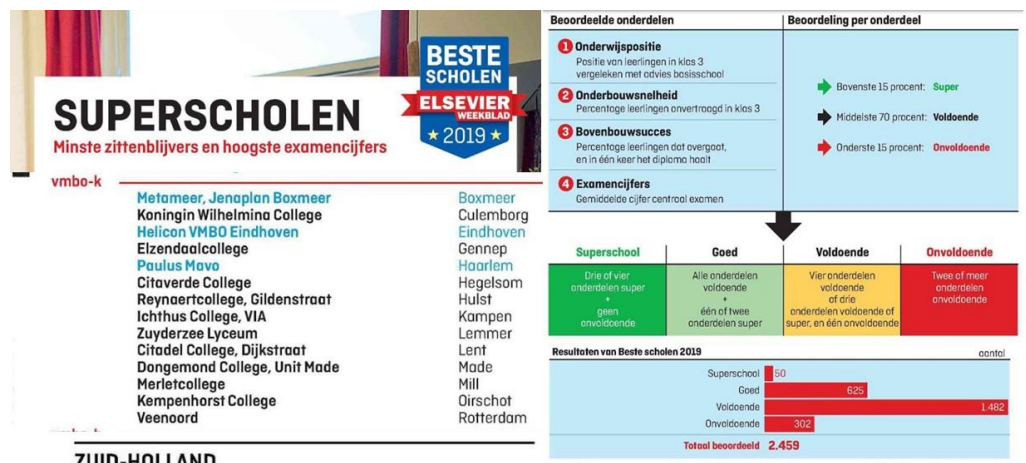 BESTE
SCHOLEN
ELSEVIER
WEEKBLAD
2019
SUPERSCHOLEN
Minste zittenblijvers en hoogste examencijfers
vmbo-k
Metameer, Jenaplan Boxmeer Boxmeer
Koningin Wilhelmina College Culemborg
Helicon VMBO Eindhoven Eindhoven
Elzendaalcollege Gennep
Paulus Mavo Haarlem
Citaverde College Hegelsom
Reynaertcollege, Gildenstraat Hulst
Ichthus College, VIA Kampen
Zuyderzee Lyceum Lemmer
Citadel College, Dijkstraat Lent
Dongemond College, Unit Made Made
Merletcollege Mill
Kempenhorst College Oirschot
Veenoord Rotterdam
ZUID-HOLLAND
Beoordeelde onderdelen
1 Onderwijspositie
Positie van leerlingen in klas 3
vergeleken met advies basisschool
2 Onderbouwsnelheid
Percentage leerlingen onvertraagd in klas 3
3 Bovenbouwsucces
Percentage leerlingen dat overgaat,
en in één keer het diploma haalt
4 Examencijfers
Gemiddelde cijfer centraal examen
Beoordeling per onderdeel
Bovenste 15 procent: Super
Middelste 70 procent: Voldoende
Onderste 15 procent: Onvoldoende
Superschool
Drie of vier
onderdelen super
+
geen
onvoldoende
Goed
Alle onderdelen
voldoende
+
één of twee
onderdelen super
Voldoende
Vier onderdelen
voldoende
of drie
onderdelen voldoende of
super, en één onvoldoende
Onvoldoende
Twee of meer
onderdelen
onvoldoende
Resultaten van Beste scholen 2019 aantal
Superschool 50
Goed 625
Voldoende 1.482
Onvoldoende 302
Totaal beoordeeld 2.459